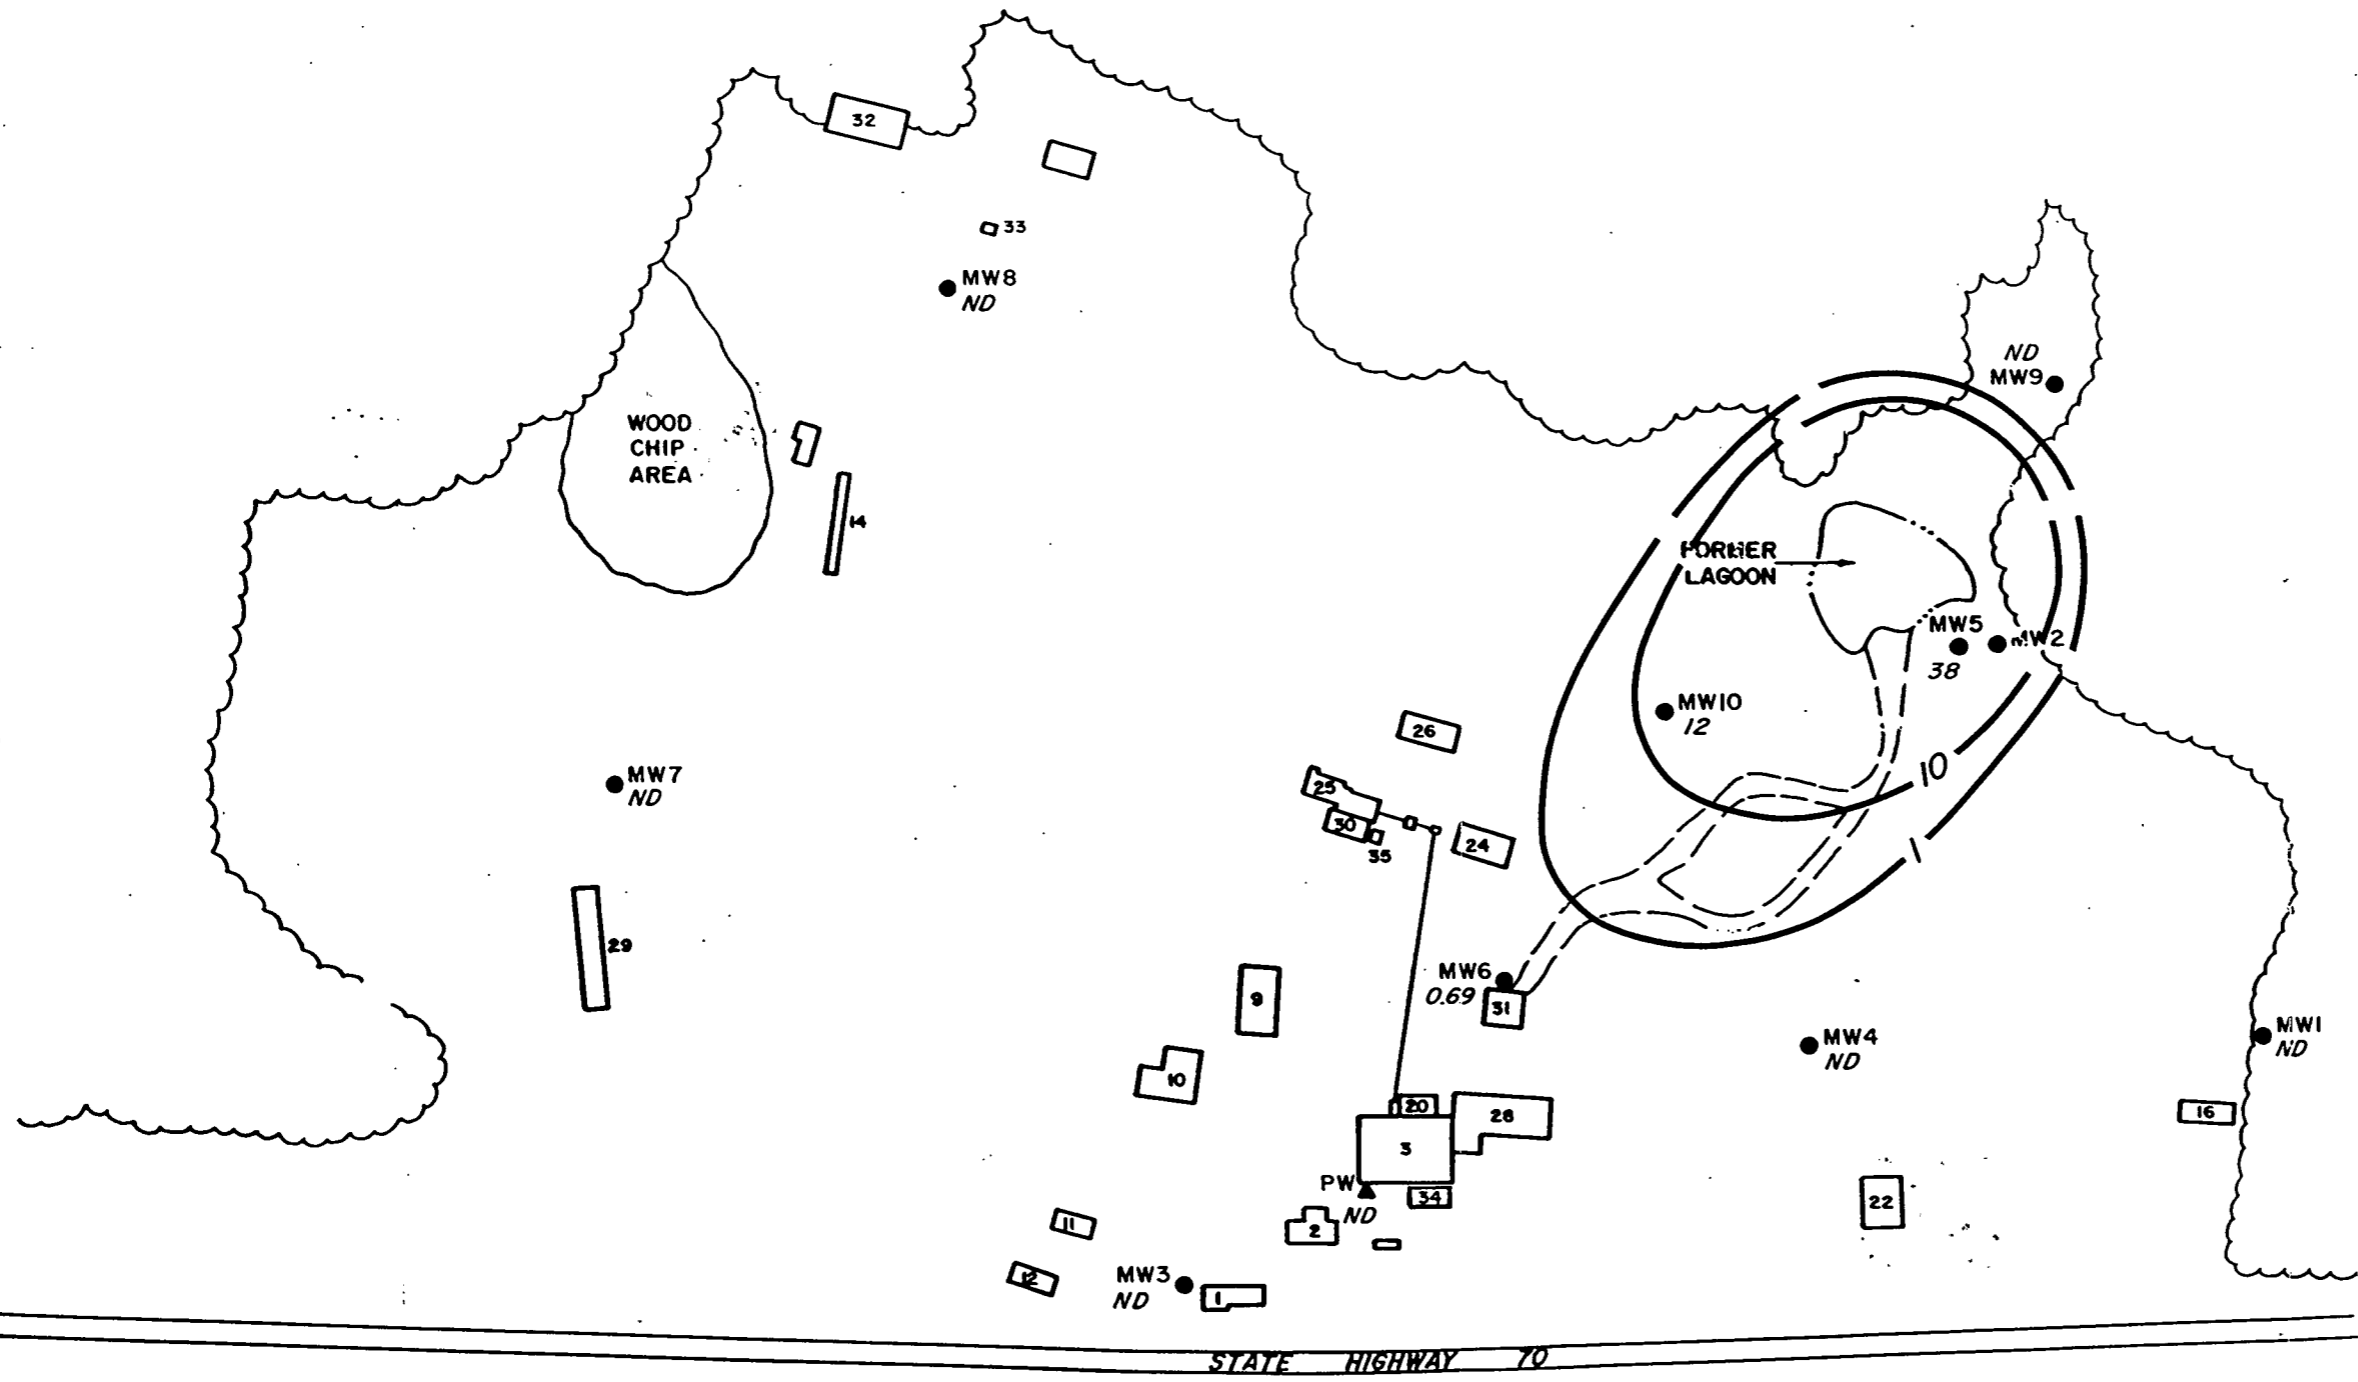 32
33
MW8
ND
ND
MW9
WOOD
CHIP
AREA
14
FORMER
LAGOON
MW5
38
MW2
MW10
12
26
MW7
ND
10
25
30
35
24
1
29
MW6
0.69
31
9
MW4
ND
MW1
ND
10
20
28
16
3
PW
ND
34
22
11
2
12
MW3
ND
1
STATE HIGHWAY 70